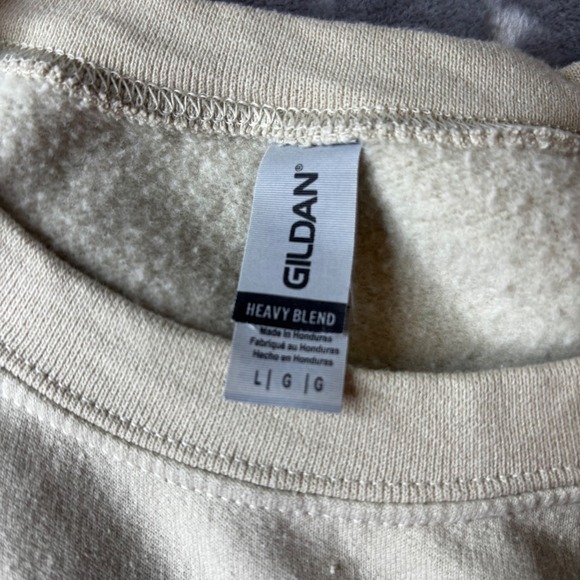 GILDAN®
HEAVY BLEND
Made in Honduras
Fabriqué au Honduras
Hecho en Honduras
L | G | G